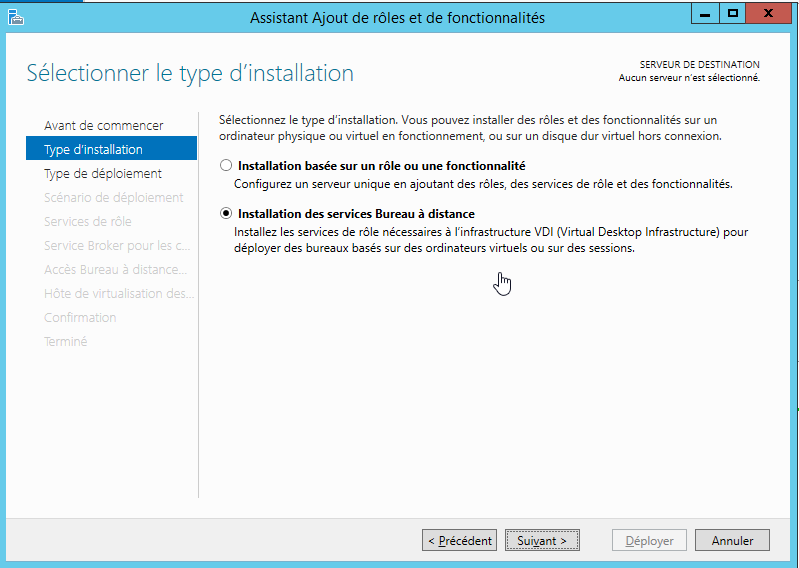 Assistant Ajout de rôles et de fonctionnalités
Sélectionner le type d'installation
SERVEUR DE DESTINATION
Aucun serveur n'est sélectionné.
Avant de commencer
Type d'installation
Type de déploiement
Scénario de déploiement
Services de rôle
Service Broker pour les c...
Accès Bureau à distance...
Hôte de virtualisation des...
Confirmation
Terminé
Sélectionnez le type d'installation. Vous pouvez installer des rôles et des fonctionnalités sur un
ordinateur physique ou virtuel en fonctionnement, ou sur un disque dur virtuel hors connexion.
Installation basée sur un rôle ou une fonctionnalité
Configurez un serveur unique en ajoutant des rôles, des services de rôle et des fonctionnalités.
Installation des services Bureau à distance
Installez les services de rôle nécessaires à l'infrastructure VDI (Virtual Desktop Infrastructure) pour
déployer des bureaux basés sur des ordinateurs virtuels ou sur des sessions.
< Précédent
Suivant >
Déployer
Annuler